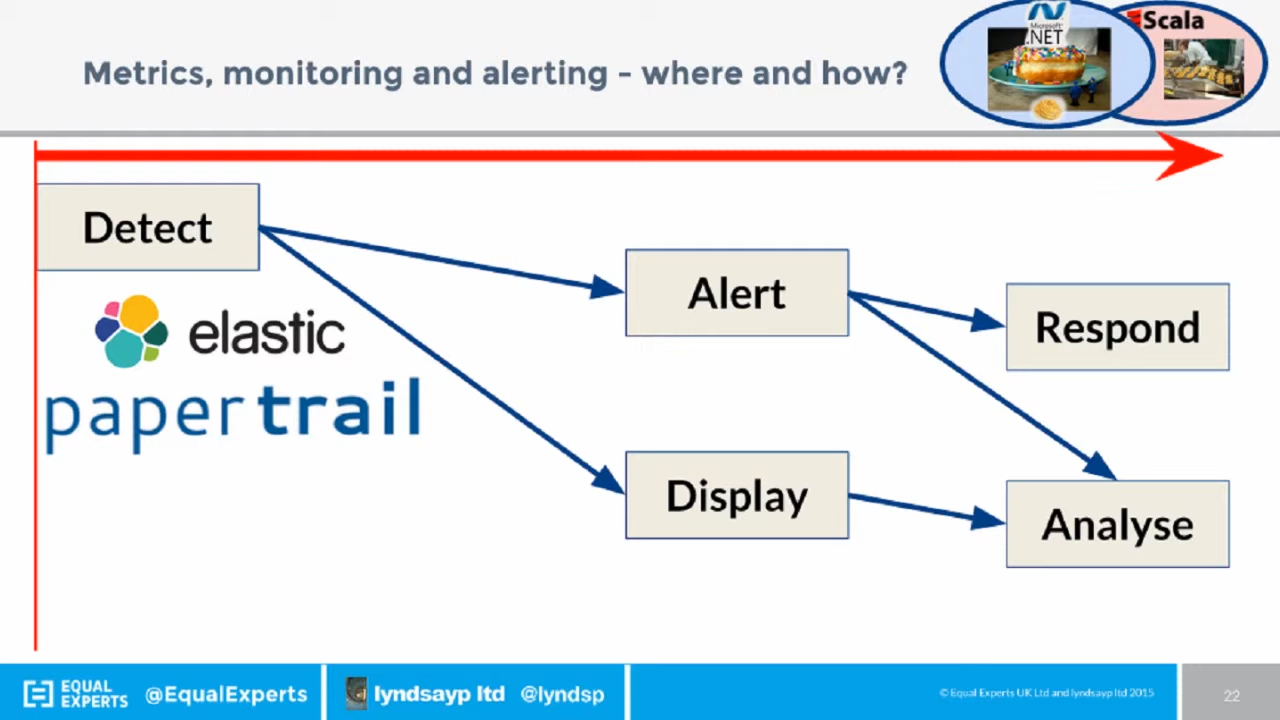 Metrics, monitoring and alerting - where and how?
Microsoft®
.NET
Scala
Detect
elastic
papertrail
Alert
Display
Respond
Analyse
EQUAL
EXPERTS
@EqualExperts
lyndsayp ltd
@lyndsp
© Equal Experts UK Ltd and lyndsayp ltd 2015
22